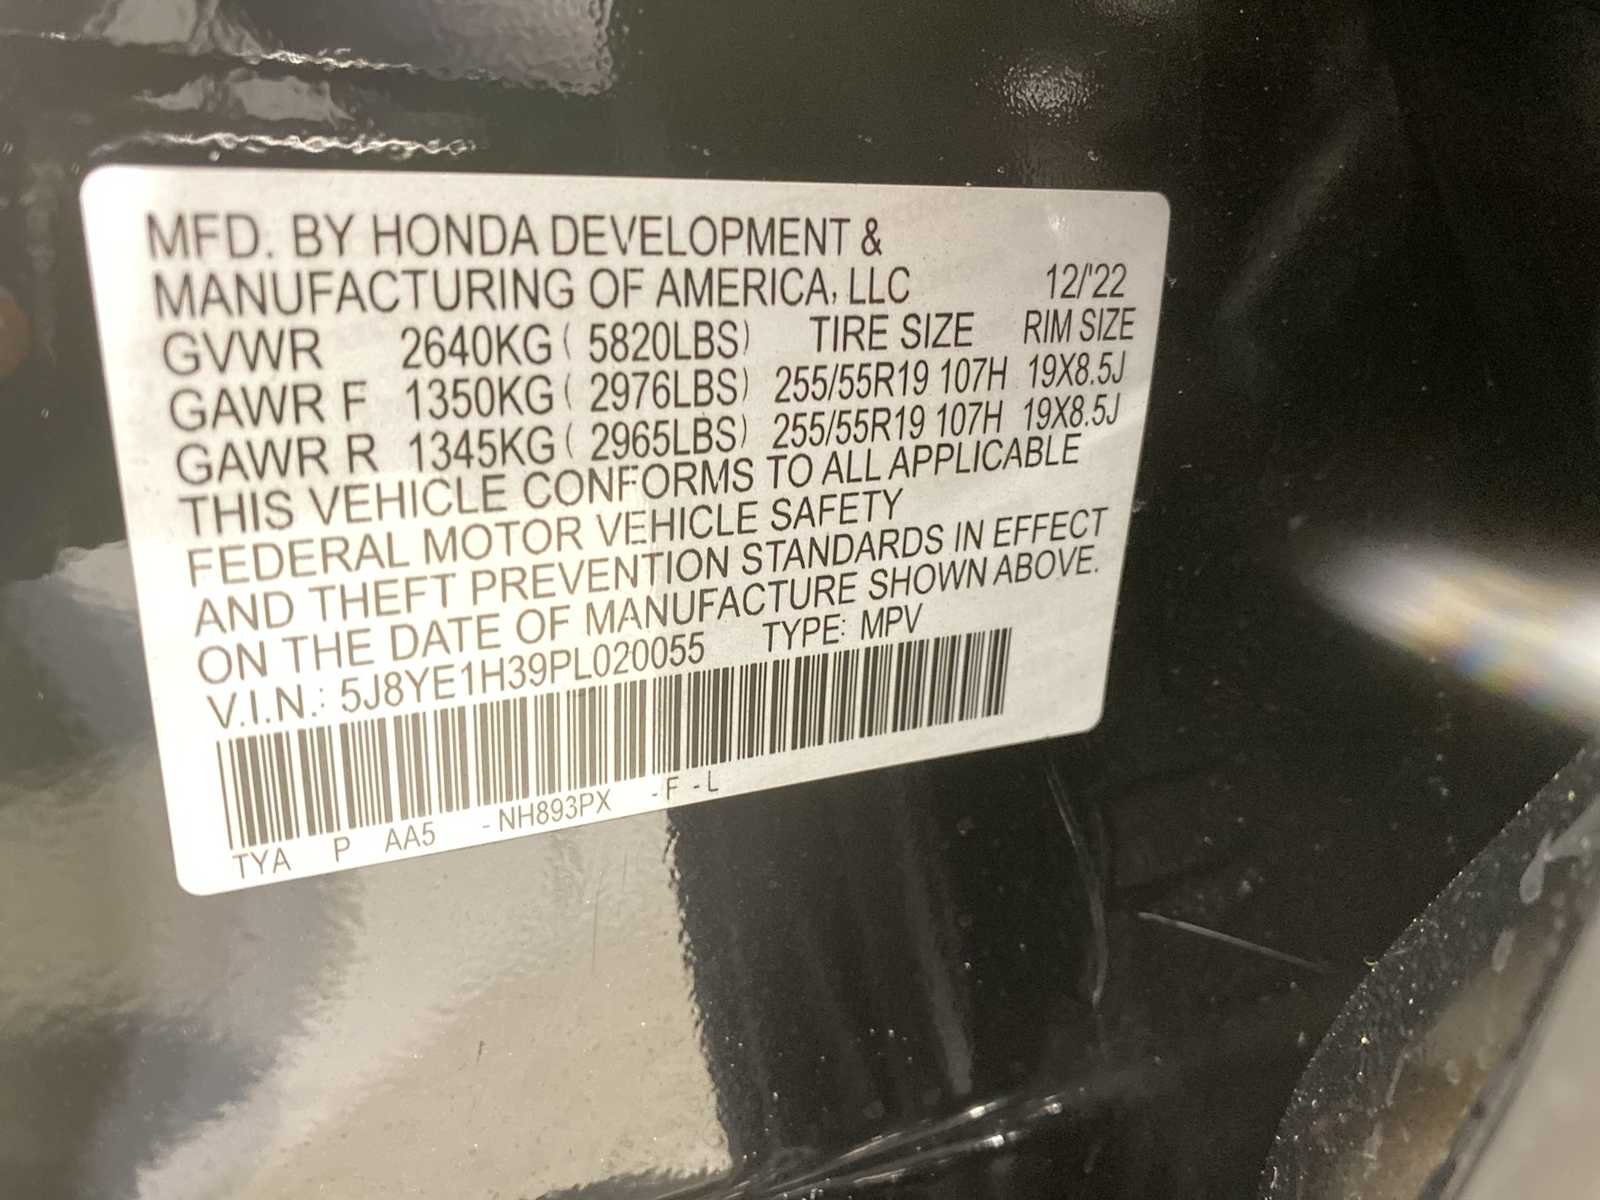 MFD. BY HONDA DEVELOPMENT &
MANUFACTURING OF AMERICA, LLC 12/'22
GVWR 2640KG ( 5820LBS) TIRE SIZE RIM SIZE
GAWR F 1350KG ( 2976LBS) 255/55R19 107H 19X8.5J
GAWR R 1345KG ( 2965LBS) 255/55R19 107H 19X8.5J
THIS VEHICLE CONFORMS TO ALL APPLICABLE
FEDERAL MOTOR VEHICLE SAFETY
AND THEFT PREVENTION STANDARDS IN EFFECT
ON THE DATE OF MANUFACTURE SHOWN ABOVE.
V.I.N.: 5J8YE1H39PL020055 TYPE: MPV
TYA P AA5 -NH893PX -F -L